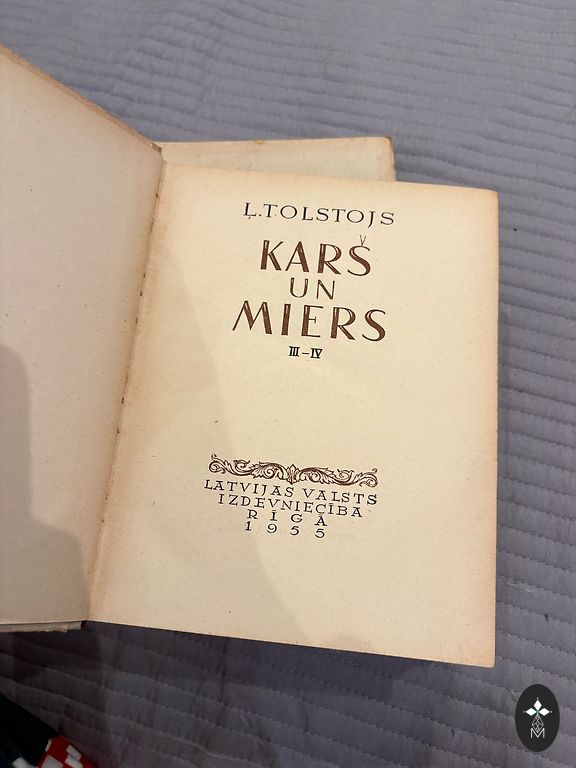 Ļ. TOLSTOJS
KARŠ
UN
MIERS
III–IV
LATVIJAS VALSTS
IZDEVNIECĪBA
RĪGĀ
1955
M